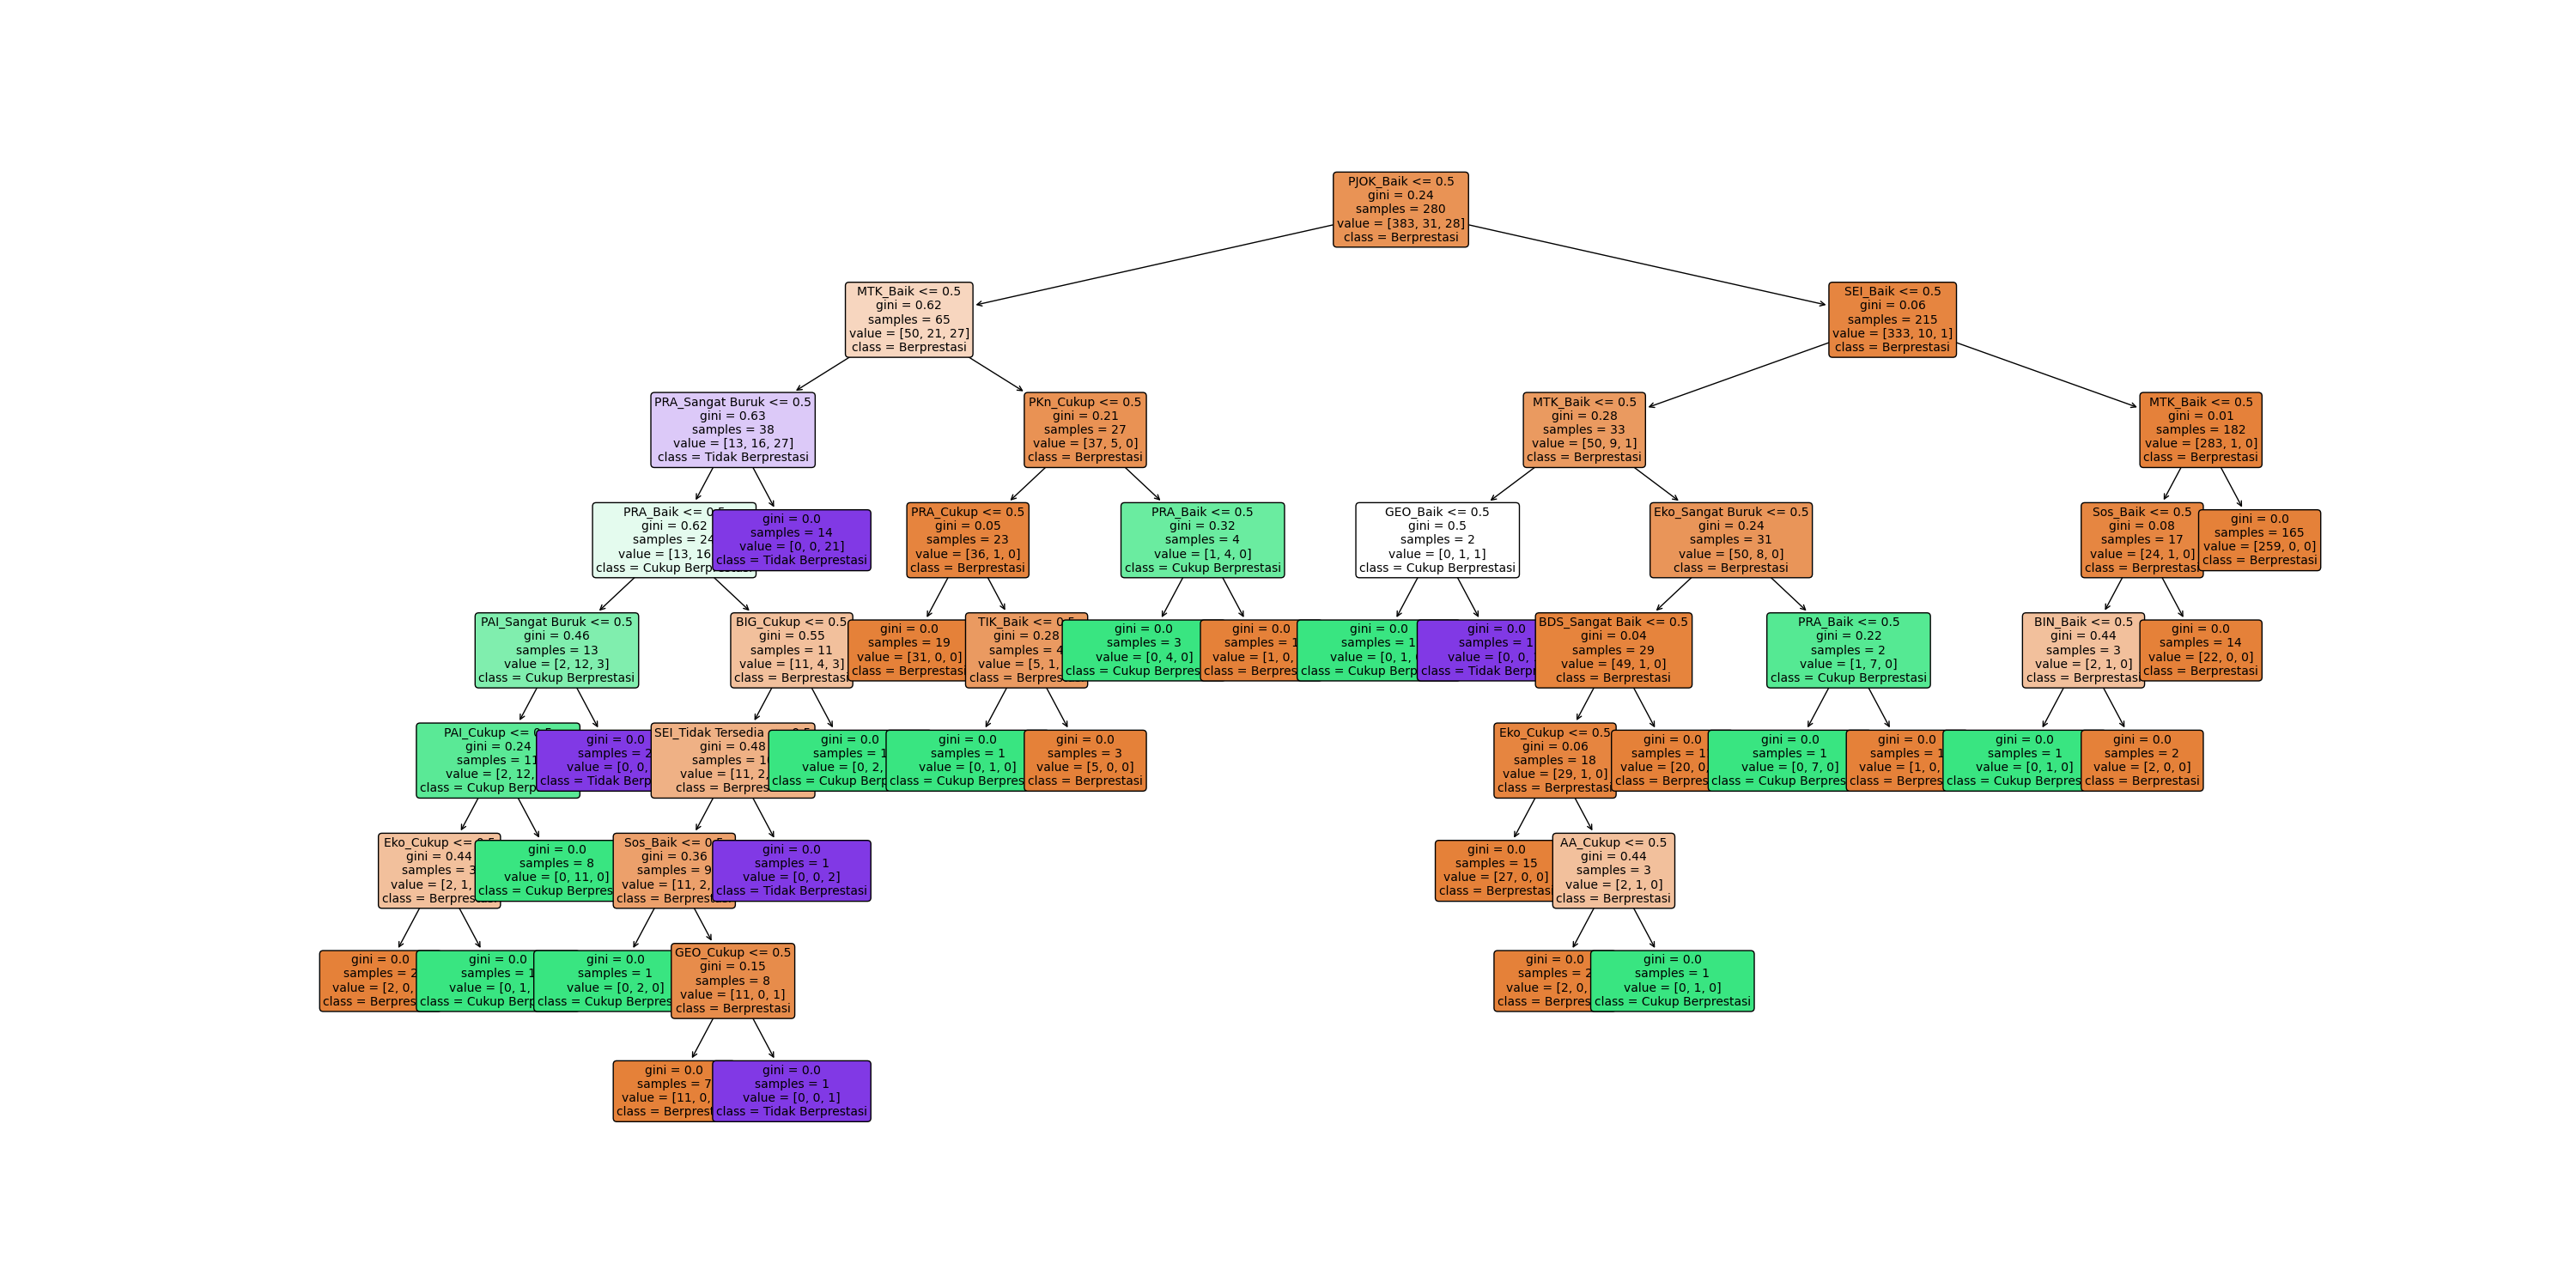 PJOK_Baik <= 0.5
gini = 0.24
samples = 280
value = [383, 31, 28]
class = Berprestasi
MTK_Baik <= 0.5
gini = 0.62
samples = 65
value = [50, 21, 27]
class = Berprestasi
SEI_Baik <= 0.5
gini = 0.06
samples = 215
value = [333, 10, 1]
class = Berprestasi
PRA_Sangat Buruk <= 0.5
gini = 0.63
samples = 38
value = [13, 16, 27]
class = Tidak Berprestasi
PKn_Cukup <= 0.5
gini = 0.21
samples = 27
value = [37, 5, 0]
class = Berprestasi
MTK_Baik <= 0.5
gini = 0.28
samples = 33
value = [50, 9, 1]
class = Berprestasi
MTK_Baik <= 0.5
gini = 0.01
samples = 182
value = [283, 1, 0]
class = Berprestasi
PRA_Baik <= 0.5
gini = 0.62
samples = 24
value = [13, 16
class = Cukup Berprestasi
gini = 0.0
samples = 14
value = [0, 0, 21]
class = Tidak Berprestasi
PRA_Cukup <= 0.5
gini = 0.05
samples = 23
value = [36, 1, 0]
class = Berprestasi
PRA_Baik <= 0.5
gini = 0.32
samples = 4
value = [1, 4, 0]
class = Cukup Berprestasi
GEO_Baik <= 0.5
gini = 0.5
samples = 2
value = [0, 1, 1]
class = Cukup Berprestasi
Eko_Sangat Buruk <= 0.5
gini = 0.24
samples = 31
value = [50, 8, 0]
class = Berprestasi
Sos_Baik <= 0.5
gini = 0.08
samples = 17
value = [24, 1, 0]
class = Berprestasi
gini = 0.0
samples = 165
value = [259, 0, 0]
class = Berprestasi
PAI_Sangat Buruk <= 0.5
gini = 0.46
samples = 13
value = [2, 12, 3]
class = Cukup Berprestasi
BIG_Cukup <= 0.5
gini = 0.55
samples = 11
value = [11, 4, 3]
class = Berprestasi
gini = 0.0
samples = 19
value = [31, 0, 0]
class = Berprestasi
TIK_Baik <= 0.5
gini = 0.28
samples = 4
value = [5, 1,
class = Berprestasi
gini = 0.0
samples = 3
value = [0, 4, 0]
class = Cukup Berpres
gini = 0.0
samples = 1
value = [1, 0,
class = Berpres
gini = 0.0
samples = 1
value = [0, 1,
class = Cukup Berp
gini = 0.0
samples = 1
value = [0, 0,
class = Tidak Berp
BDS_Sangat Baik <= 0.5
gini = 0.04
samples = 29
value = [49, 1, 0]
class = Berprestasi
PRA_Baik <= 0.5
gini = 0.22
samples = 2
value = [1, 7, 0]
class = Cukup Berprestasi
BIN_Baik <= 0.5
gini = 0.44
samples = 3
value = [2, 1, 0]
class = Berprestasi
gini = 0.0
samples = 14
value = [22, 0, 0]
class = Berprestasi
PAI_Cukup <= 0.5
gini = 0.24
samples = 11
value = [2, 12,
class = Cukup Berp
gini = 0.0
samples = 2
value = [0, 0,
class = Tidak Berp
SEI_Tidak Tersedia
gini = 0.48
samples = 1
value = [11, 2,
class = Berpres
gini = 0.0
samples = 1
value = [0, 2,
class = Cukup Berp
gini = 0.0
samples = 1
value = [0, 1, 0]
class = Cukup Berpres
gini = 0.0
samples = 3
value = [5, 0, 0]
class = Berprestasi
Eko_Cukup <= 0.5
gini = 0.06
samples = 18
value = [29, 1, 0]
class = Berprestasi
gini = 0.0
samples = 1
value = [20, 0,
class = Berpres
gini = 0.0
samples = 1
value = [0, 7, 0]
class = Cukup Berpres
gini = 0.0
samples = 1
value = [1, 0,
class = Berpres
gini = 0.0
samples = 1
value = [0, 1, 0]
class = Cukup Berpres
gini = 0.0
samples = 2
value = [2, 0, 0]
class = Berprestasi
Eko_Cukup <= 0.5
gini = 0.44
samples = 3
value = [2, 1,
class = Berprestasi
gini = 0.0
samples = 8
value = [0, 11, 0]
class = Cukup Berpres
Sos_Baik <= 0.5
gini = 0.36
samples = 9
value = [11, 2,
class = Berprestasi
gini = 0.0
samples = 1
value = [0, 0, 2]
class = Tidak Berprestasi
gini = 0.0
samples = 15
value = [27, 0, 0]
class = Berprestasi
AA_Cukup <= 0.5
gini = 0.44
samples = 3
value = [2, 1, 0]
class = Berprestasi
gini = 0.0
samples = 2
value = [2, 0,
class = Berpres
gini = 0.0
samples = 1
value = [0, 1,
class = Cukup Berp
gini = 0.0
samples = 1
value = [0, 2, 0]
class = Cukup Berpres
GEO_Cukup <= 0.5
gini = 0.15
samples = 8
value = [11, 0, 1]
class = Berprestasi
gini = 0.0
samples = 2
value = [2, 0,
class = Berpres
gini = 0.0
samples = 1
value = [0, 1, 0]
class = Cukup Berprestasi
gini = 0.0
samples = 7
value = [11, 0,
class = Berprest
gini = 0.0
samples = 1
value = [0, 0, 1]
class = Tidak Berprestasi